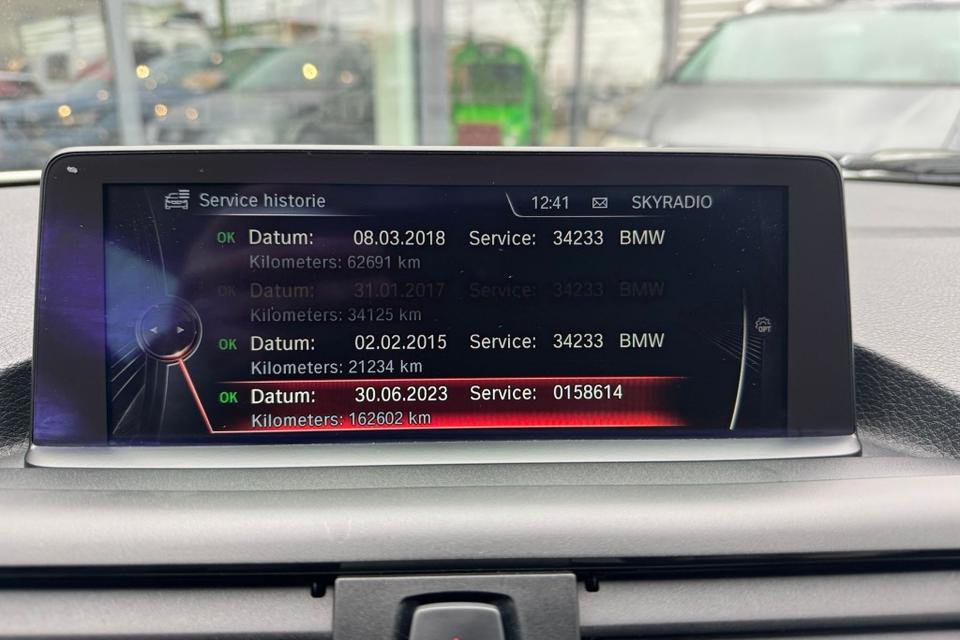 Service historie 12:41 SKYRADIO
OK Datum: 08.03.2018 Service: 34233 BMW
Kilometers: 62691 km
OK Datum: 31.01.2017 Service: 34233 BMW
Kilometers: 34125 km
OK Datum: 02.02.2015 Service: 34233 BMW
Kilometers: 21234 km
OK Datum: 30.06.2023 Service: 0158614
Kilometers: 162602 km
OPT